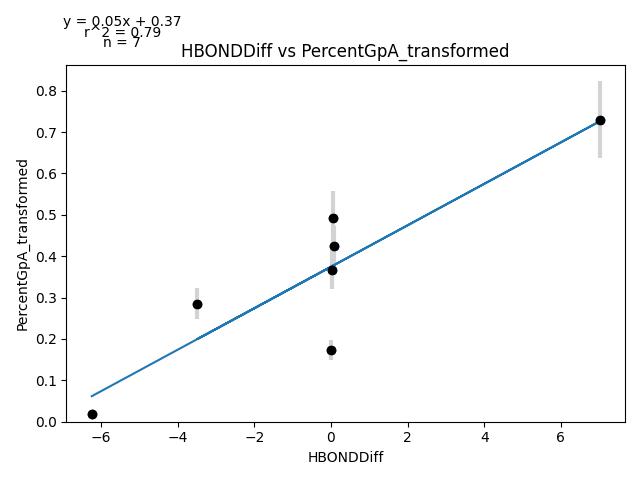 y = 0.05x + 0.37
r^2 = 0.79
n = 7
HBONDDiff vs PercentGpA_transformed
PercentGpA_transformed
0.8
0.7
0.6
0.5
0.4
0.3
0.2
0.1
0.0
−6
−4
−2
0
2
4
6
HBONDDiff